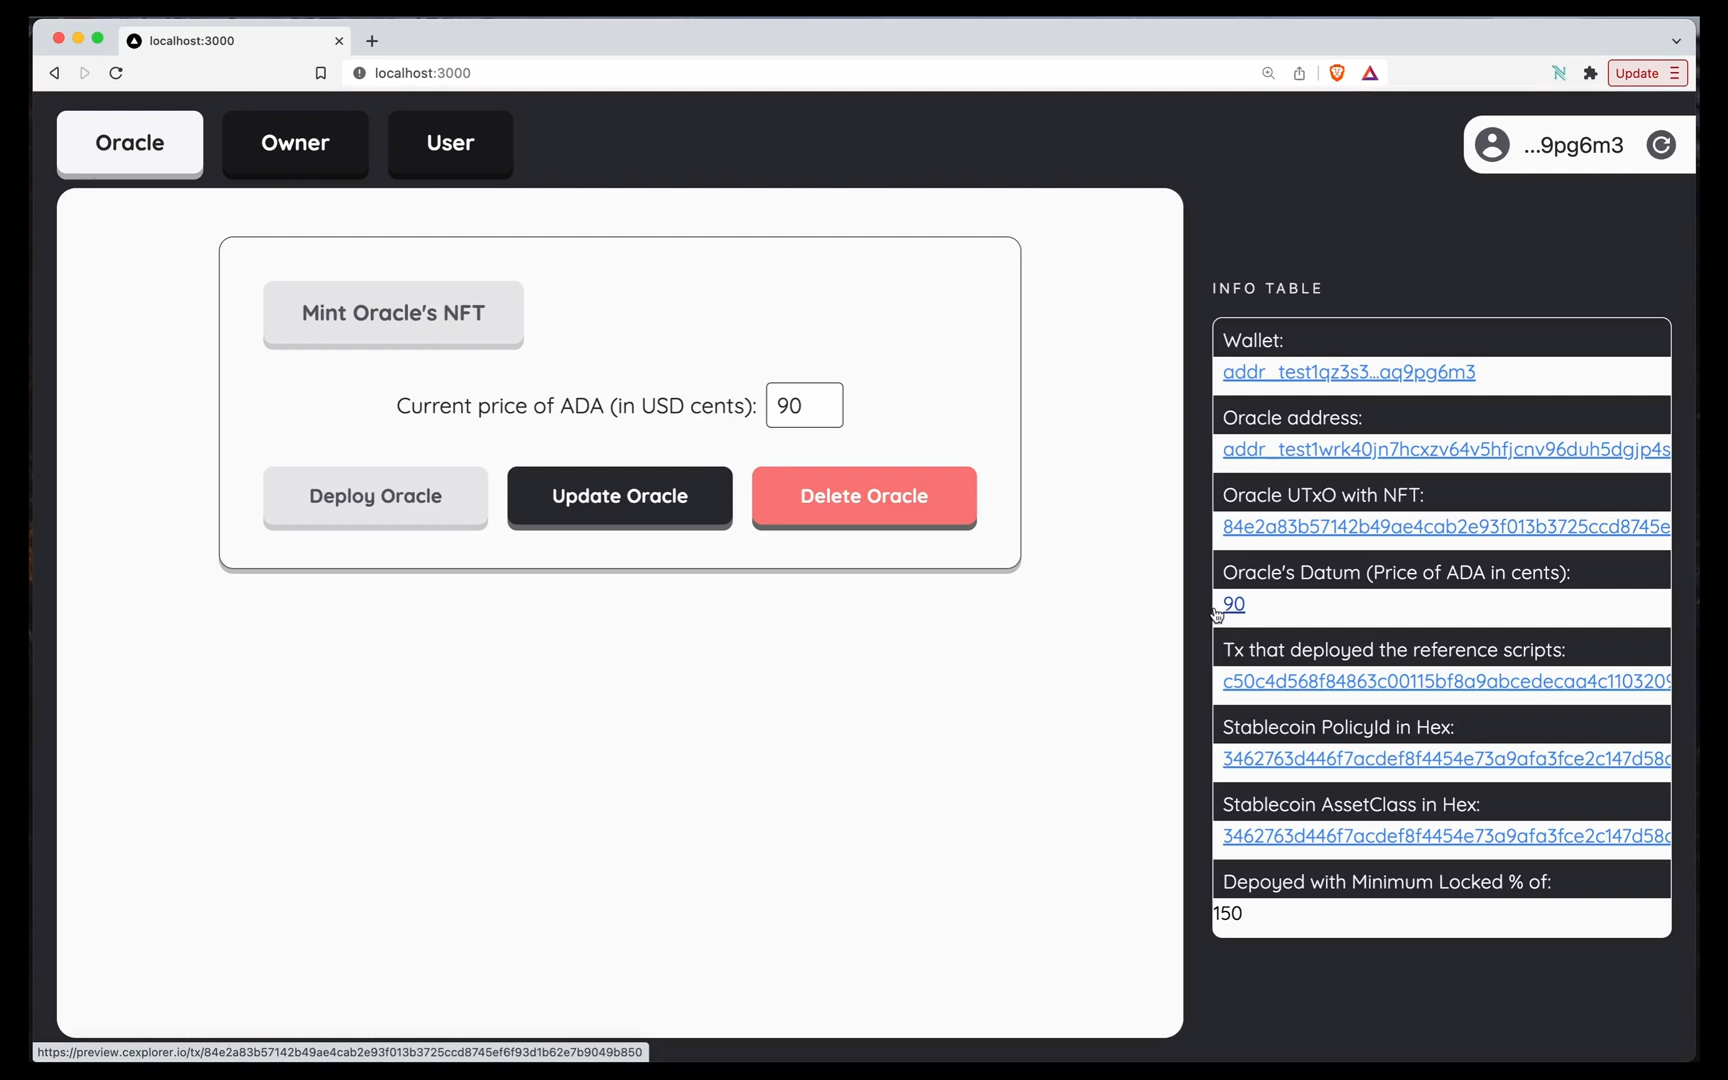 localhost:3000
localhost:3000
Update
Oracle
Owner
User
...9pg6m3
Mint Oracle's NFT
Current price of ADA (in USD cents):
90
Deploy Oracle
Update Oracle
Delete Oracle
INFO TABLE
Wallet:
addr_test1qz3s3...aq9pg6m3
Oracle address:
addr_test1wrk40jn7hcxzv64v5hfjcnv96duh5dgjp4s
Oracle UTxO with NFT:
84e2a83b57142b49ae4cab2e93f013b3725ccd8745e
Oracle's Datum (Price of ADA in cents):
90
Tx that deployed the reference scripts:
c50c4d568f84863c00115bf8a9abcedecaa4c1103209
Stablecoin PolicyId in Hex:
3462763d446f7acdef8f4454e73a9afa3fce2c147d58c
Stablecoin AssetClass in Hex:
3462763d446f7acdef8f4454e73a9afa3fce2c147d58c
Depoyed with Minimum Locked % of:
150
https://preview.cexplorer.io/tx/84e2a83b57142b49ae4cab2e93f013b3725ccd8745ef6f93d1b62e7b9049b850